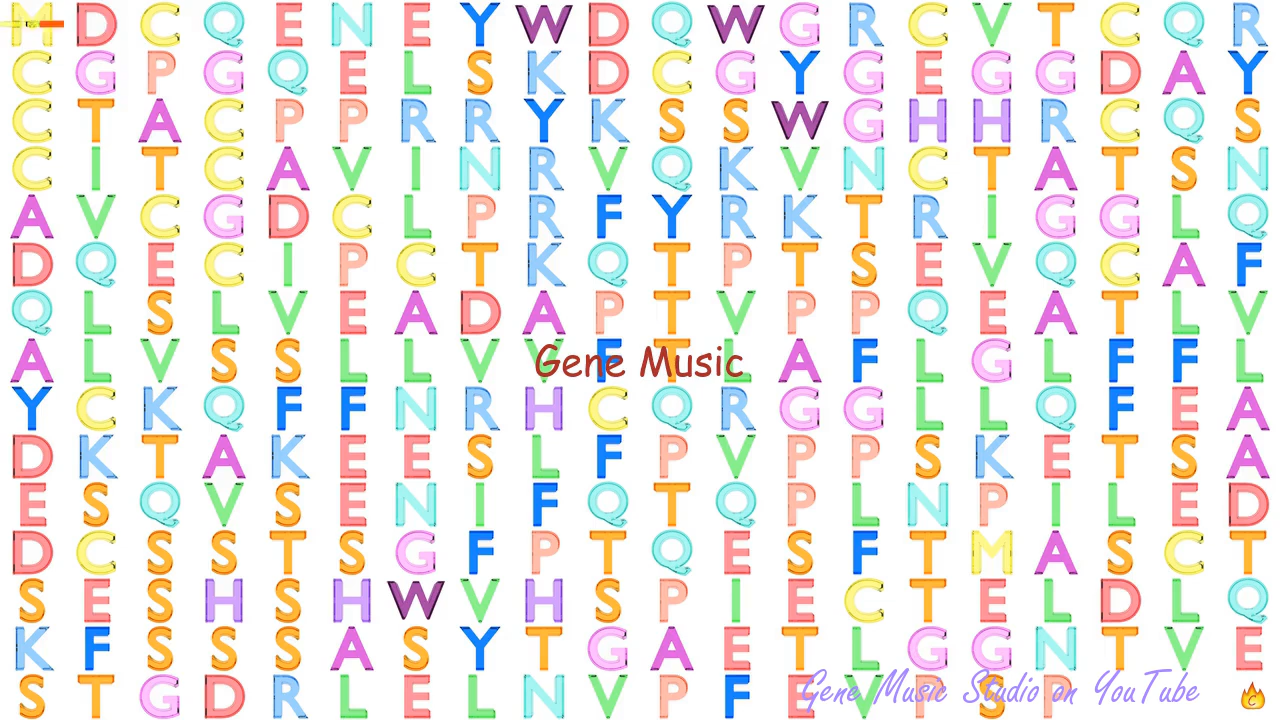 M D C Q E N E Y W D Q W G R C V T C Q R
C G P G Q E L S K D C G Y G E G G D A Y
C T A C P P R R Y K S S W G H H R C Q S
C I T C A V I N R V Q K V N C T A T S N
A V C G D C L P R F Y R K T R I G G L Q
D Q E C I P C T K Q T P T S E V Q C A F
Q L S L V E A D A P T V P P Q E A T L V
A L V S S L L V V F T L A F L G L F F L
Gene Music
Y C K Q F F N R H C Q R G G L L Q F E A
D K T A K E E S L F P V P P S K E T S A
E S Q V S E N I F Q T Q P L N P I L E D
D C S S T S G F P T Q E S F T M A S C T
S E S H S H W V H S P I E C T E L D L Q
K F S S S A S Y T G A E T L G G N T V E
S T G D R L E L N V P F E V P S P
Gene Music Studio on YouTube
C